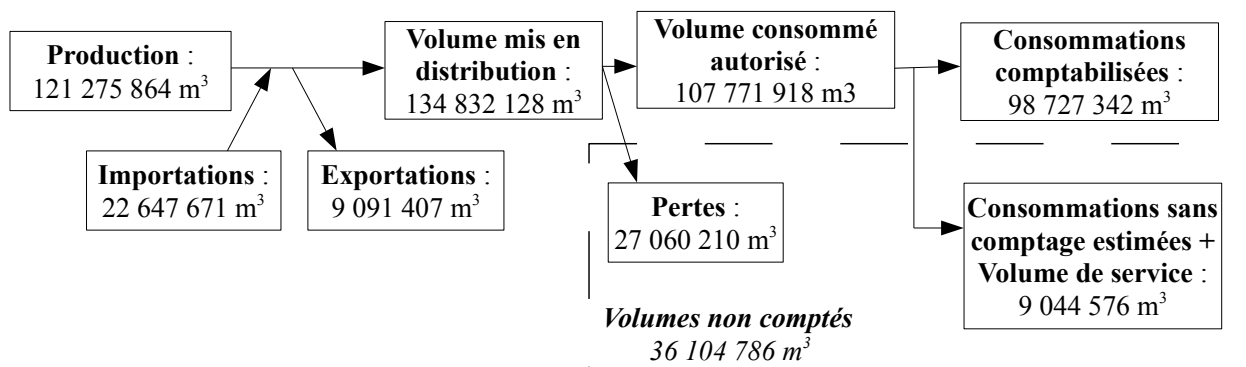 Production :
121 275 864 m³
Importations :
22 647 671 m³
Exportations :
9 091 407 m³
Volume mis en
distribution :
134 832 128 m³
Volume consommé
autorisé :
107 771 918 m3
Pertes :
27 060 210 m³
Volumes non comptés
36 104 786 m³
Consommations
comptabilisées :
98 727 342 m³
Consommations sans
comptage estimées +
Volume de service :
9 044 576 m³